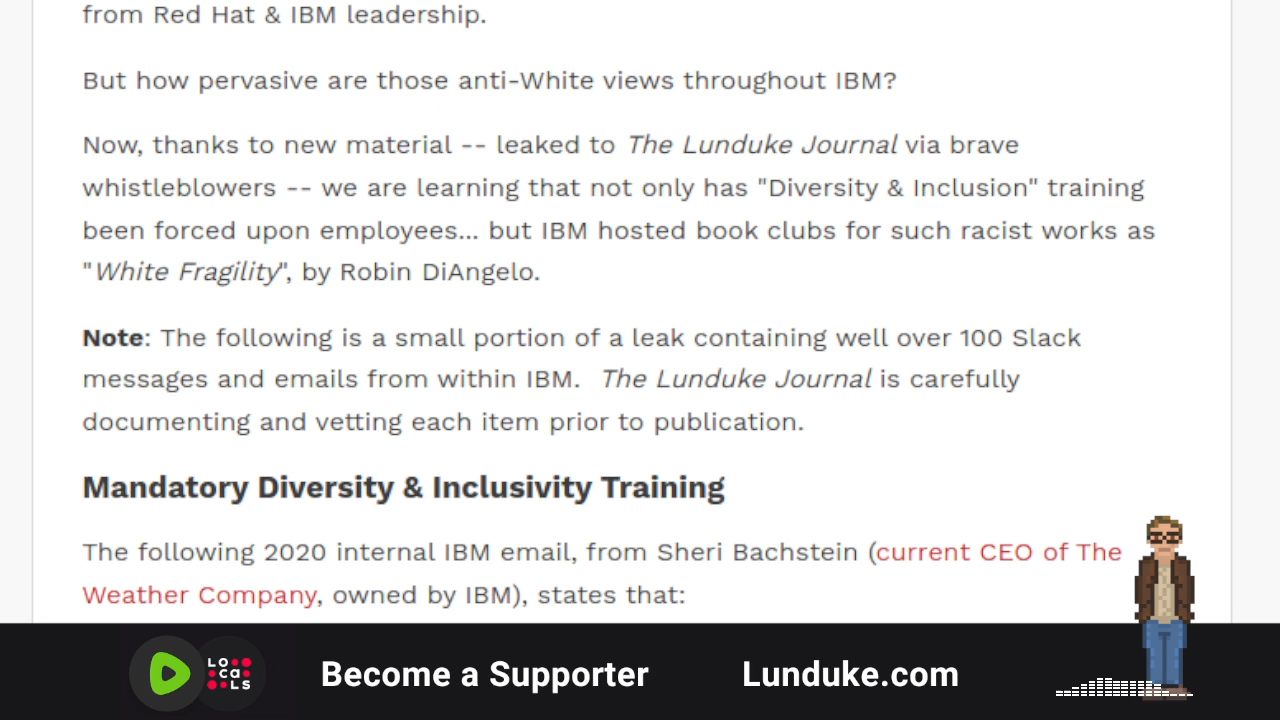 from Red Hat & IBM leadership.
But how pervasive are those anti-White views throughout IBM?
Now, thanks to new material -- leaked to The Lunduke Journal via brave
whistleblowers -- we are learning that not only has "Diversity & Inclusion" training
been forced upon employees... but IBM hosted book clubs for such racist works as
"White Fragility", by Robin DiAngelo.
Note: The following is a small portion of a leak containing well over 100 Slack
messages and emails from within IBM. The Lunduke Journal is carefully
documenting and vetting each item prior to publication.
Mandatory Diversity & Inclusivity Training
The following 2020 internal IBM email, from Sheri Bachstein (current CEO of The
Weather Company, owned by IBM), states that:
LO
ca
LS
Become a Supporter
Lunduke.com